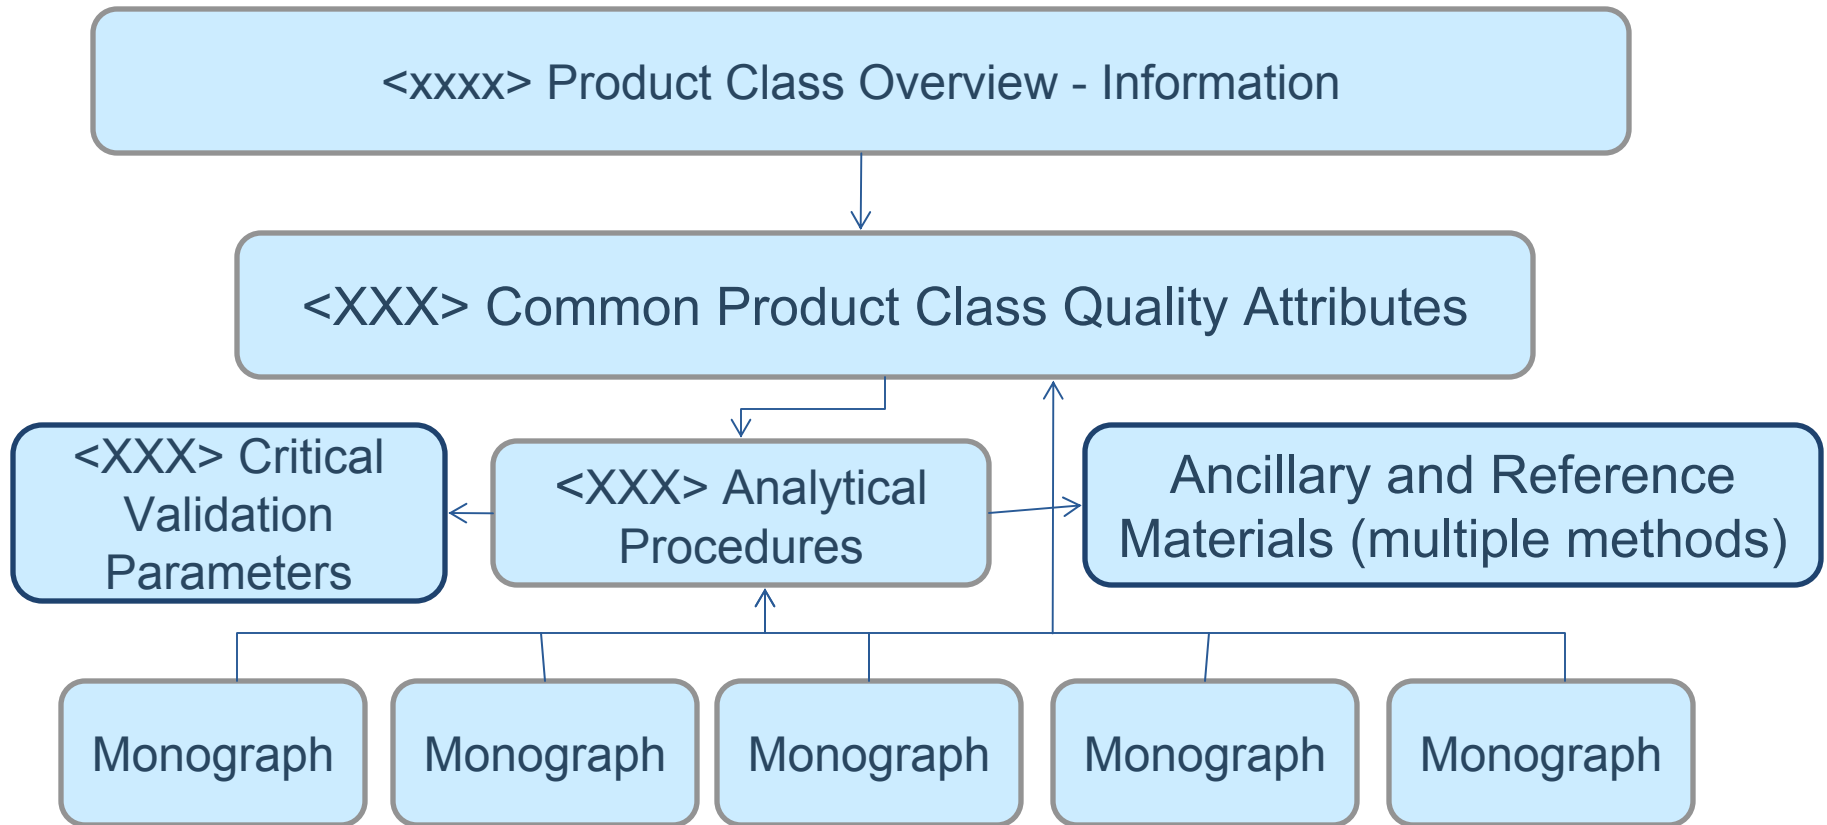 <xxxx> Product Class Overview - Information
<XXX> Common Product Class Quality Attributes
<XXX> Critical
Validation
Parameters
<XXX> Analytical
Procedures
Ancillary and Reference
Materials (multiple methods)
Monograph
Monograph
Monograph
Monograph
Monograph